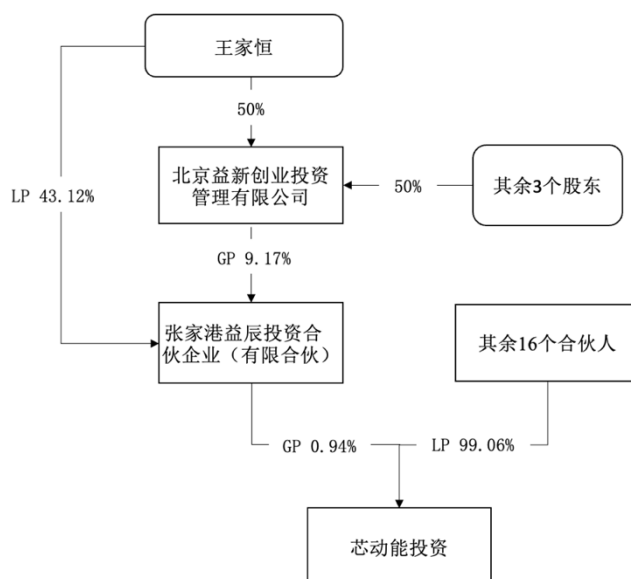 王家恒
50%
北京益新创业投资
管理有限公司
50%
其余3个股东
LP 43.12%
GP 9.17%
张家港益辰投资合
伙企业（有限合伙）
其余16个合伙人
GP 0.94%
LP 99.06%
芯动能投资